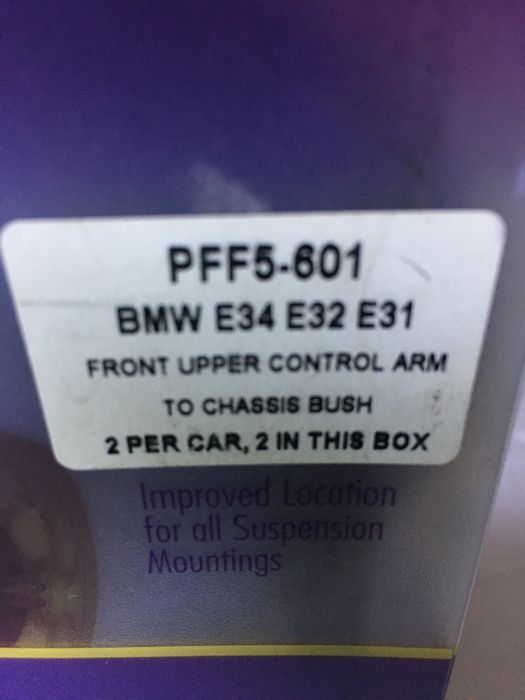 PFF5-601
BMW E34 E32 E31
FRONT UPPER CONTROL ARM
TO CHASSIS BUSH
2 PER CAR, 2 IN THIS BOX
Improved Location
for all Suspension
Mountings